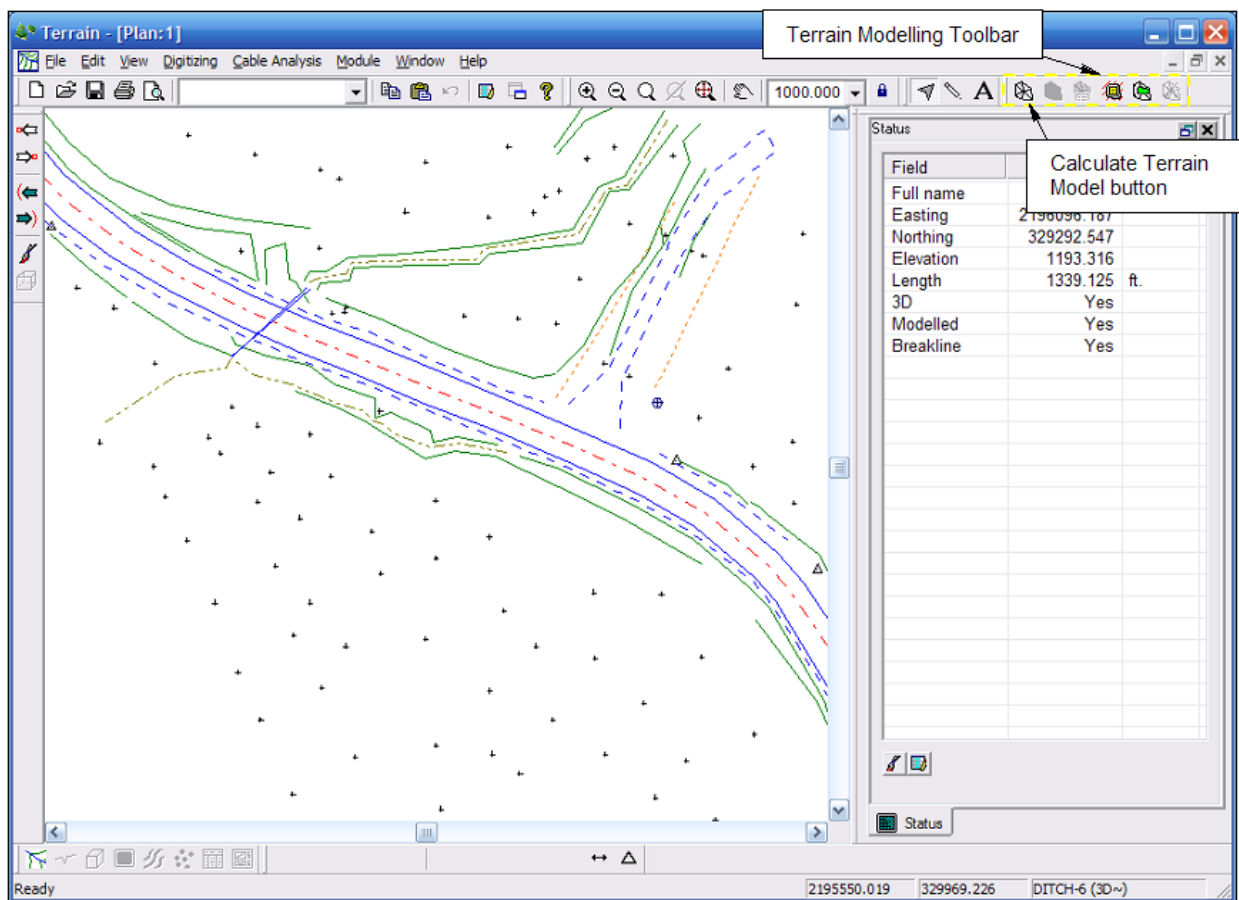 Terrain - [Plan:1]
Terrain Modelling Toolbar
File Edit View Digitizing Cable Analysis Module Window Help
1000.000
A
Status
Calculate Terrain
Model button
Field
Full name
Easting 2196096.187
Northing 329292.547
Elevation 1193.316
Length 1339.125 ft.
3D Yes
Modelled Yes
Breakline Yes
Status
Ready 2195550.019 329969.226 DITCH-6 (3D~)